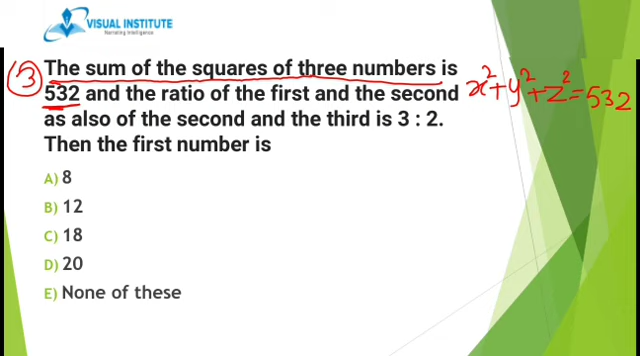 VISUAL INSTITUTE
Narrating Intelligence
③ The sum of the squares of three numbers is
532 and the ratio of the first and the second
x²+y²+z²=532
as also of the second and the third is 3 : 2.
Then the first number is
A) 8
B) 12
C) 18
D) 20
E) None of these